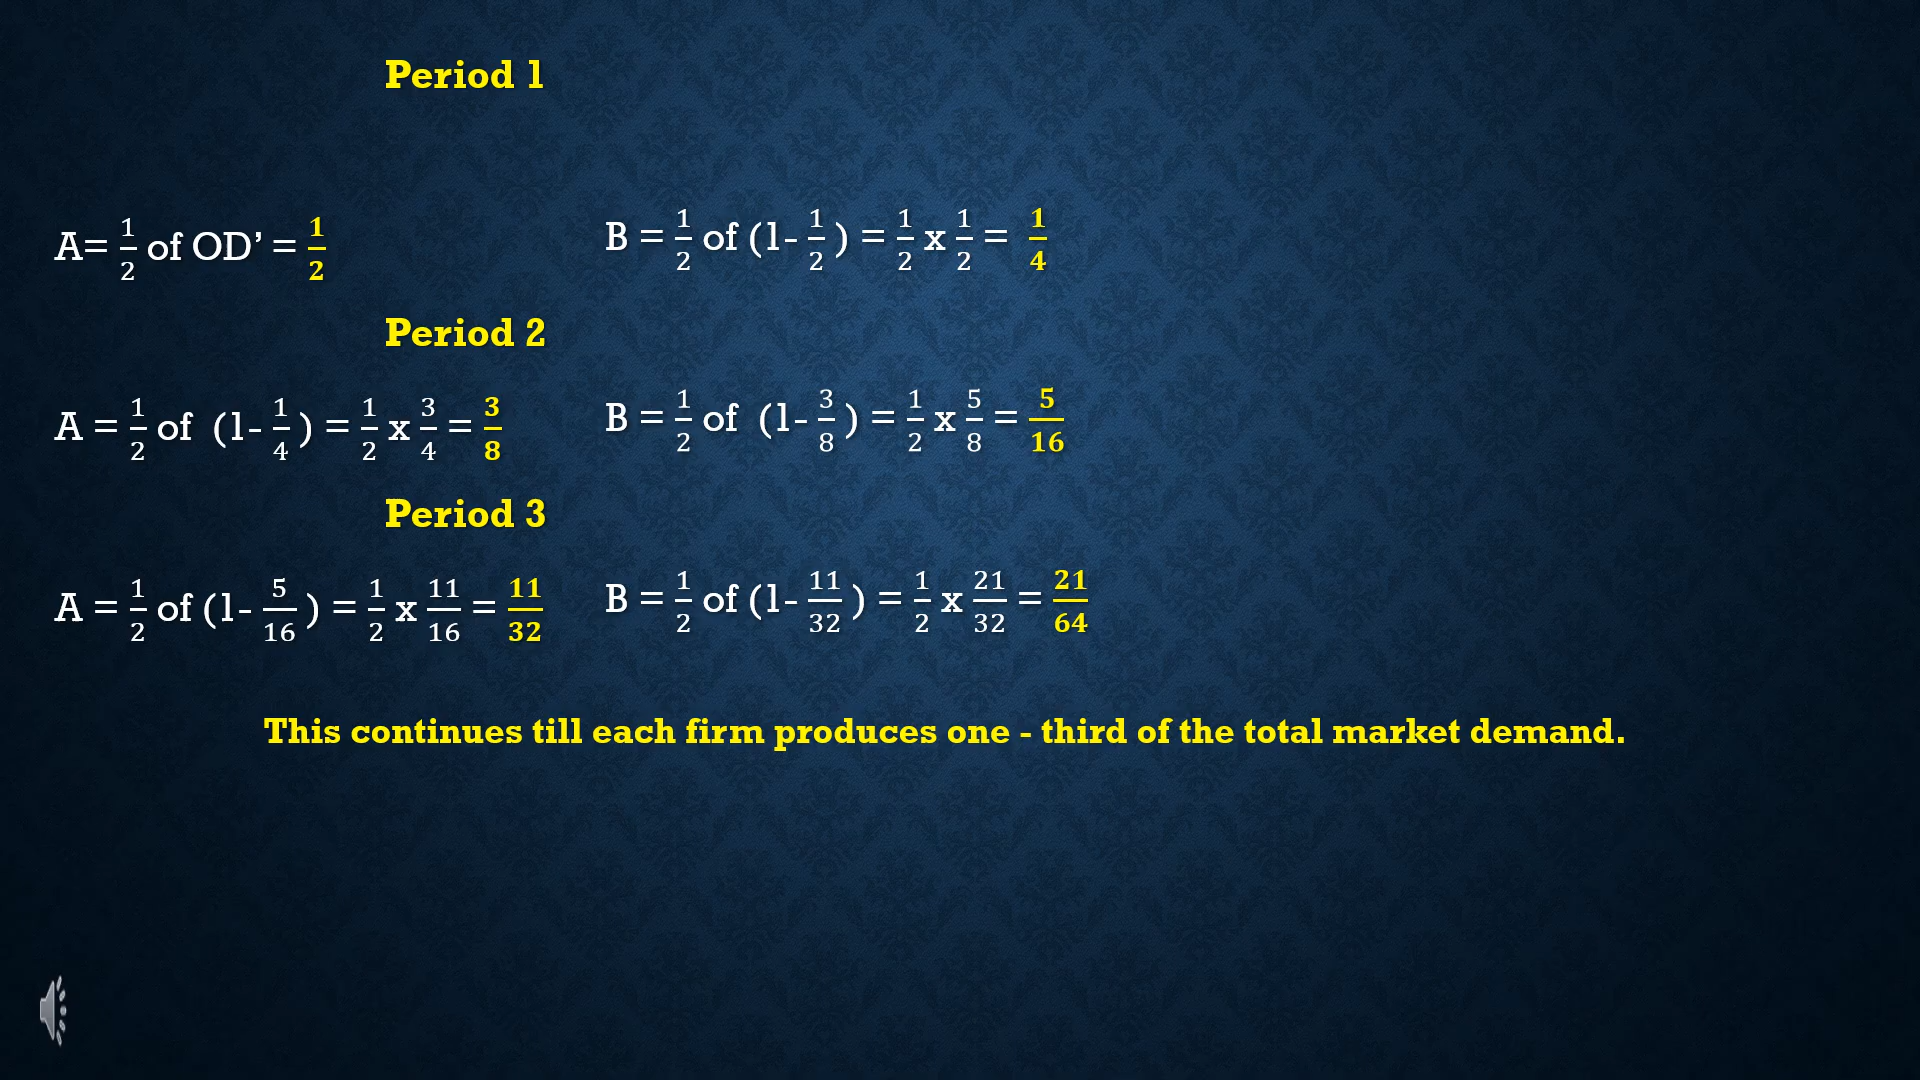 Period 1
A= 1/2 of OD’ = 1/2 B = 1/2 of (1- 1/2 ) = 1/2 x 1/2 = 1/4
Period 2
A = 1/2 of (1- 1/4 ) = 1/2 x 3/4 = 3/8 B = 1/2 of (1- 3/8 ) = 1/2 x 5/8 = 5/16
Period 3
A = 1/2 of (1- 5/16 ) = 1/2 x 11/16 = 11/32 B = 1/2 of (1- 11/32 ) = 1/2 x 21/32 = 21/64
This continues till each firm produces one - third of the total market demand.